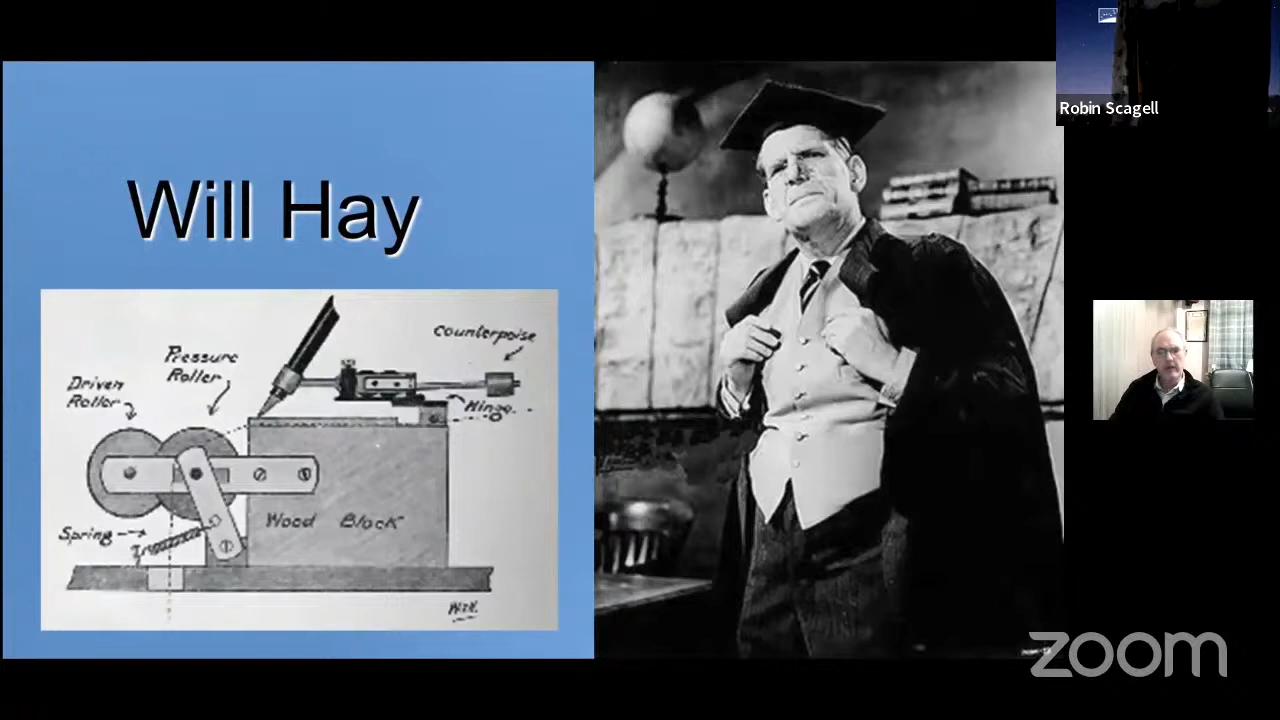 Robin Scagell
Will Hay
Counterpoise
Pressure
Roller
Driven
Roller
Hinge
Spring
Wood Block
W.T.H.
zoom